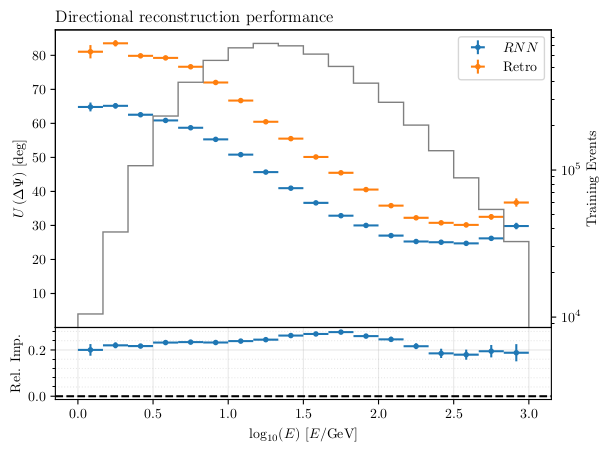 Directional reconstruction performance
RNN
Retro
U(ΔΨ) [deg]
80
70
60
50
40
30
20
10
10^5
10^4
Training Events
Rel. Imp.
0.2
0.0
0.0 0.5 1.0 1.5 2.0 2.5 3.0
log10(E) [E/GeV]